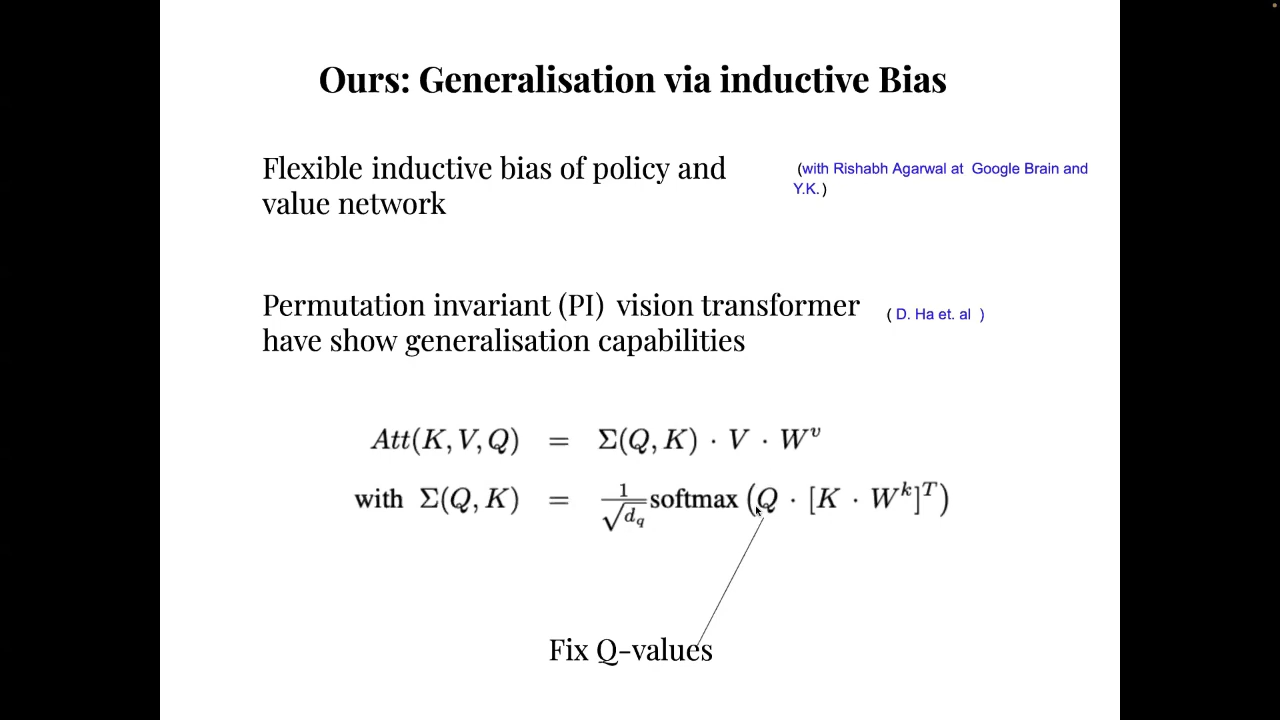 Ours: Generalisation via inductive Bias
Flexible inductive bias of policy and
value network
(with Rishabh Agarwal at Google Brain and
Y.K.)
Permutation invariant (PI) vision transformer
have show generalisation capabilities
( D. Ha et. al )
Att(K, V, Q) = Σ(Q, K) · V · W^v
with Σ(Q, K) = 1/√d_q softmax (Q · [K · W^k]^T)
Fix Q-values